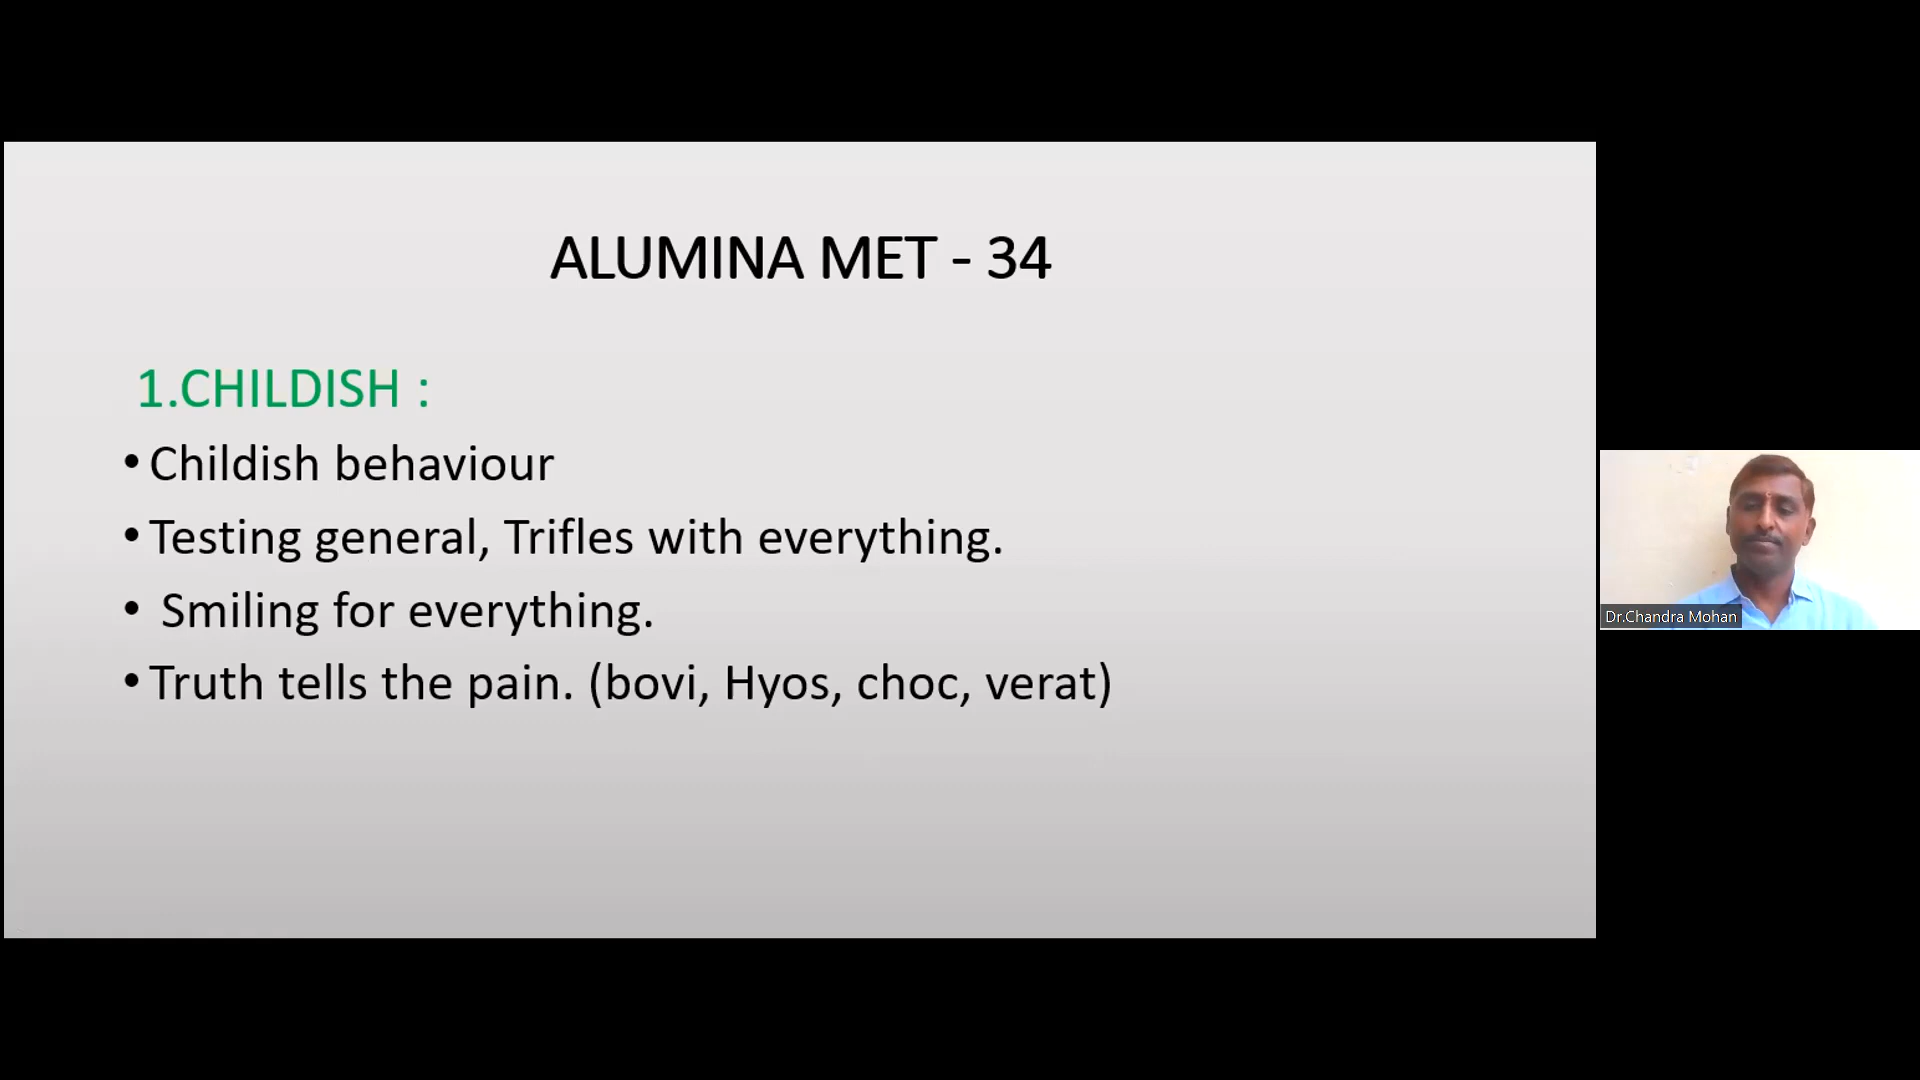 ALUMINA MET - 34
1.CHILDISH :
• Childish behaviour
• Testing general, Trifles with everything.
• Smiling for everything.
• Truth tells the pain. (bovi, Hyos, choc, verat)
Dr.Chandra Mohan